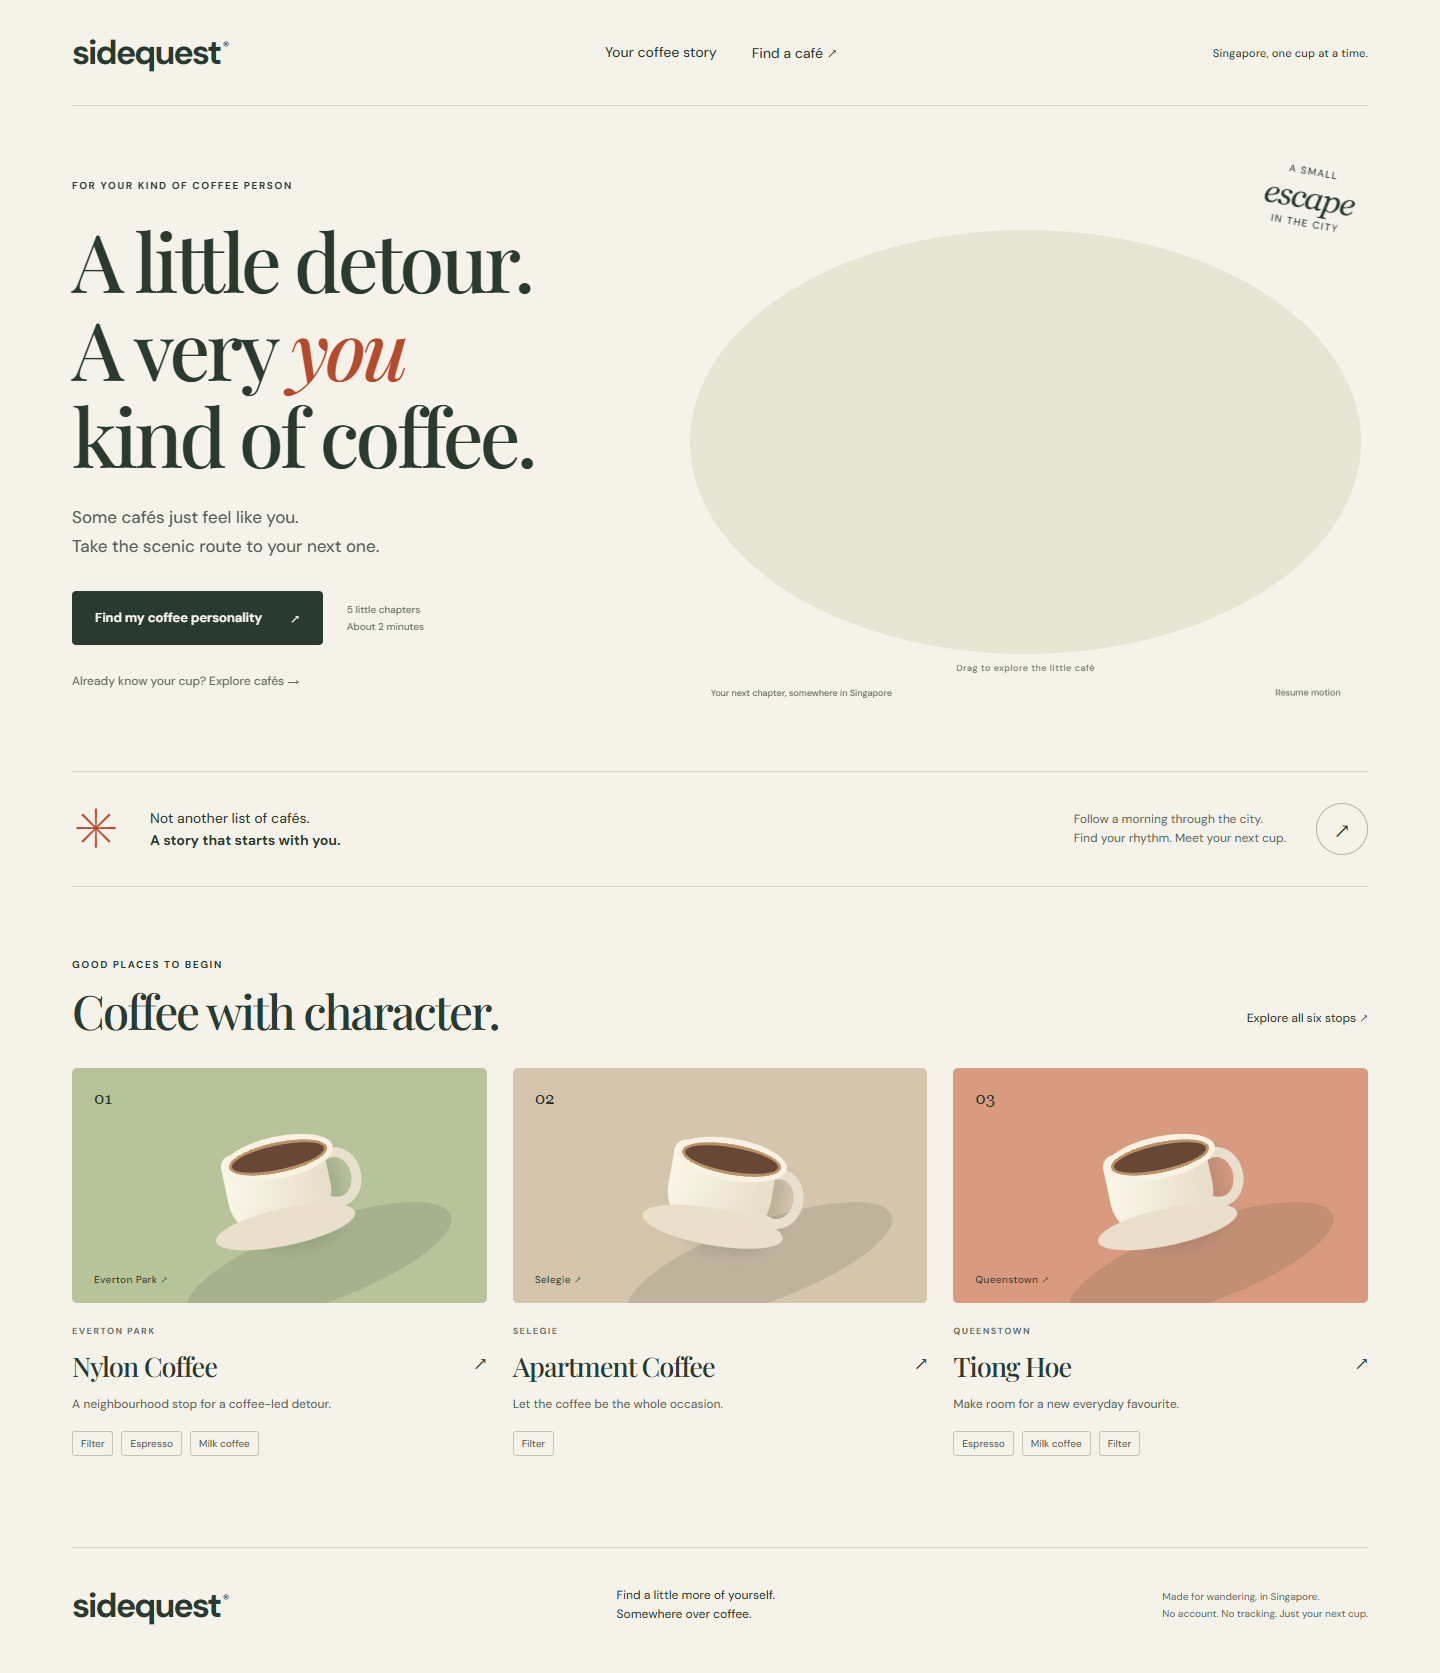 sidequest®
Your coffee story
Find a café ↗
Singapore, one cup at a time.
FOR YOUR KIND OF COFFEE PERSON
A little detour.
A very you
kind of coffee.
Some cafés just feel like you.
Take the scenic route to your next one.
Find my coffee personality ↗
5 little chapters
About 2 minutes
Already know your cup? Explore cafés →
A SMALL
escape
IN THE CITY
Drag to explore the little café
Your next chapter, somewhere in Singapore
Resume motion
Not another list of cafés.
A story that starts with you.
Follow a morning through the city.
Find your rhythm. Meet your next cup.
↗
GOOD PLACES TO BEGIN
Coffee with character.
Explore all six stops ↗
01
Everton Park ↗
EVERTON PARK
Nylon Coffee ↗
A neighbourhood stop for a coffee-led detour.
Filter
Espresso
Milk coffee
02
Selegie ↗
SELEGIE
Apartment Coffee ↗
Let the coffee be the whole occasion.
Filter
03
Queenstown ↗
QUEENSTOWN
Tiong Hoe ↗
Make room for a new everyday favourite.
Espresso
Milk coffee
Filter
sidequest®
Find a little more of yourself.
Somewhere over coffee.
Made for wandering, in Singapore.
No account. No tracking. Just your next cup.